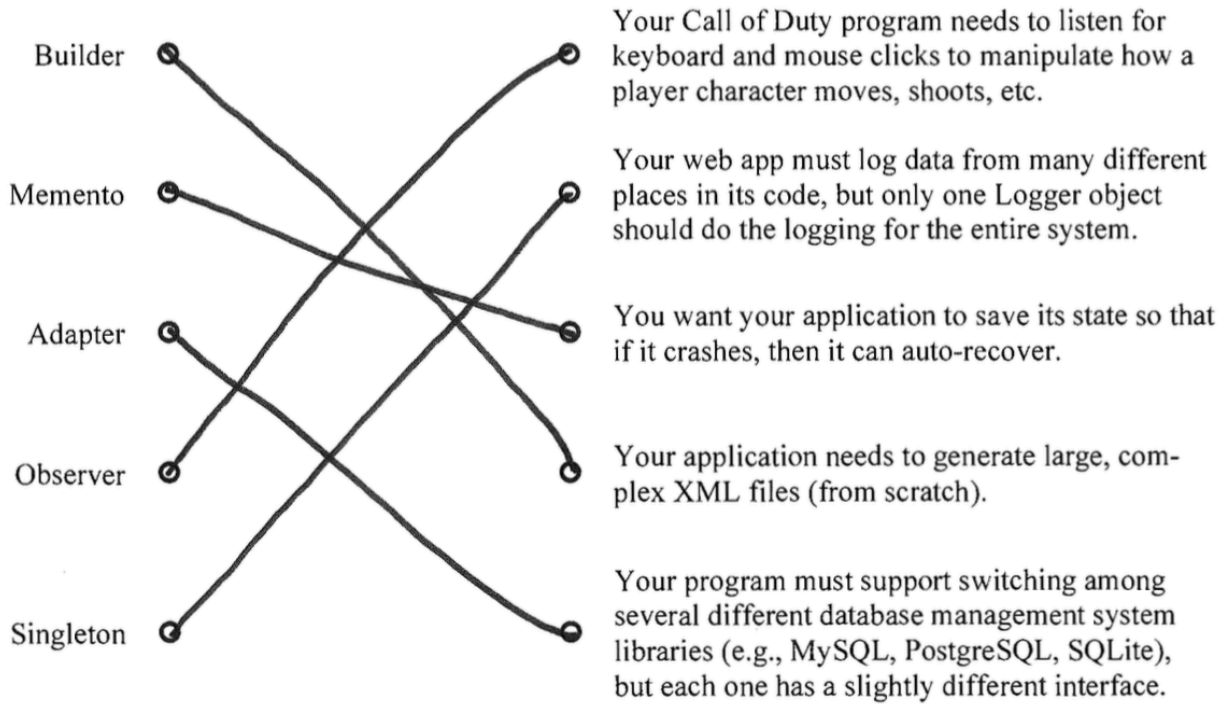 Builder
Memento
Adapter
Observer
Singleton
Your Call of Duty program needs to listen for
keyboard and mouse clicks to manipulate how a
player character moves, shoots, etc.
Your web app must log data from many different
places in its code, but only one Logger object
should do the logging for the entire system.
You want your application to save its state so that
if it crashes, then it can auto-recover.
Your application needs to generate large, com-
plex XML files (from scratch).
Your program must support switching among
several different database management system
libraries (e.g., MySQL, PostgreSQL, SQLite),
but each one has a slightly different interface.